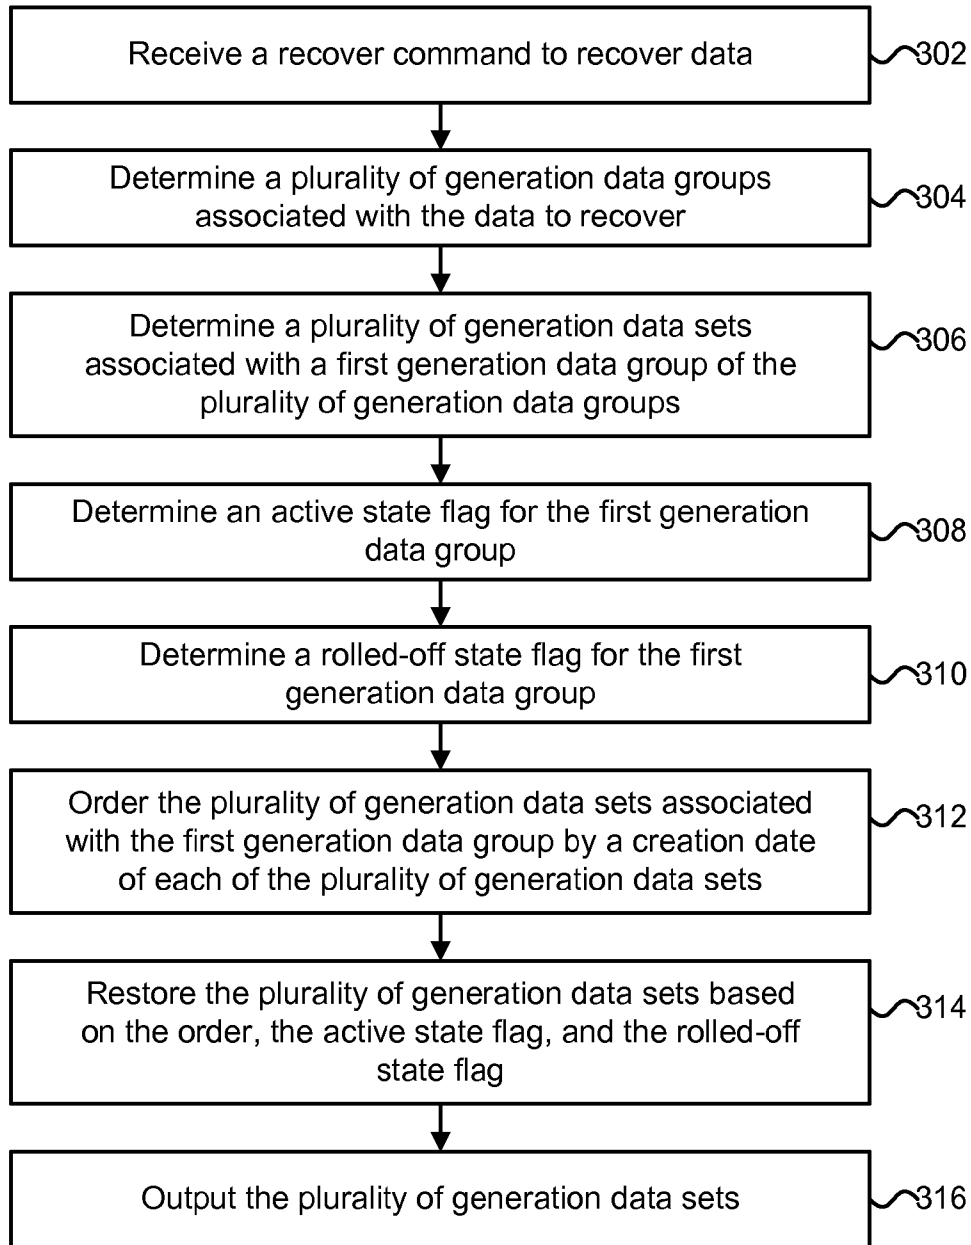 Receive a recover command to recover data
302
Determine a plurality of generation data groups
associated with the data to recover
304
Determine a plurality of generation data sets
associated with a first generation data group of the
plurality of generation data groups
306
Determine an active state flag for the first generation
data group
308
Determine a rolled-off state flag for the first
generation data group
310
Order the plurality of generation data sets associated
with the first generation data group by a creation date
of each of the plurality of generation data sets
312
Restore the plurality of generation data sets based
on the order, the active state flag, and the rolled-off
state flag
314
Output the plurality of generation data sets
316